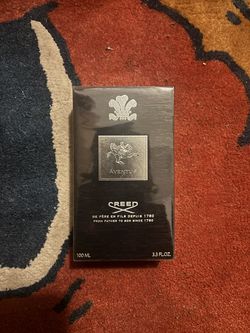 AVENTUS
CREED
DE PÈRE EN FILS DEPUIS 1760
FROM FATHER TO SON SINCE 1760
100 ML 3.3 FL.OZ.